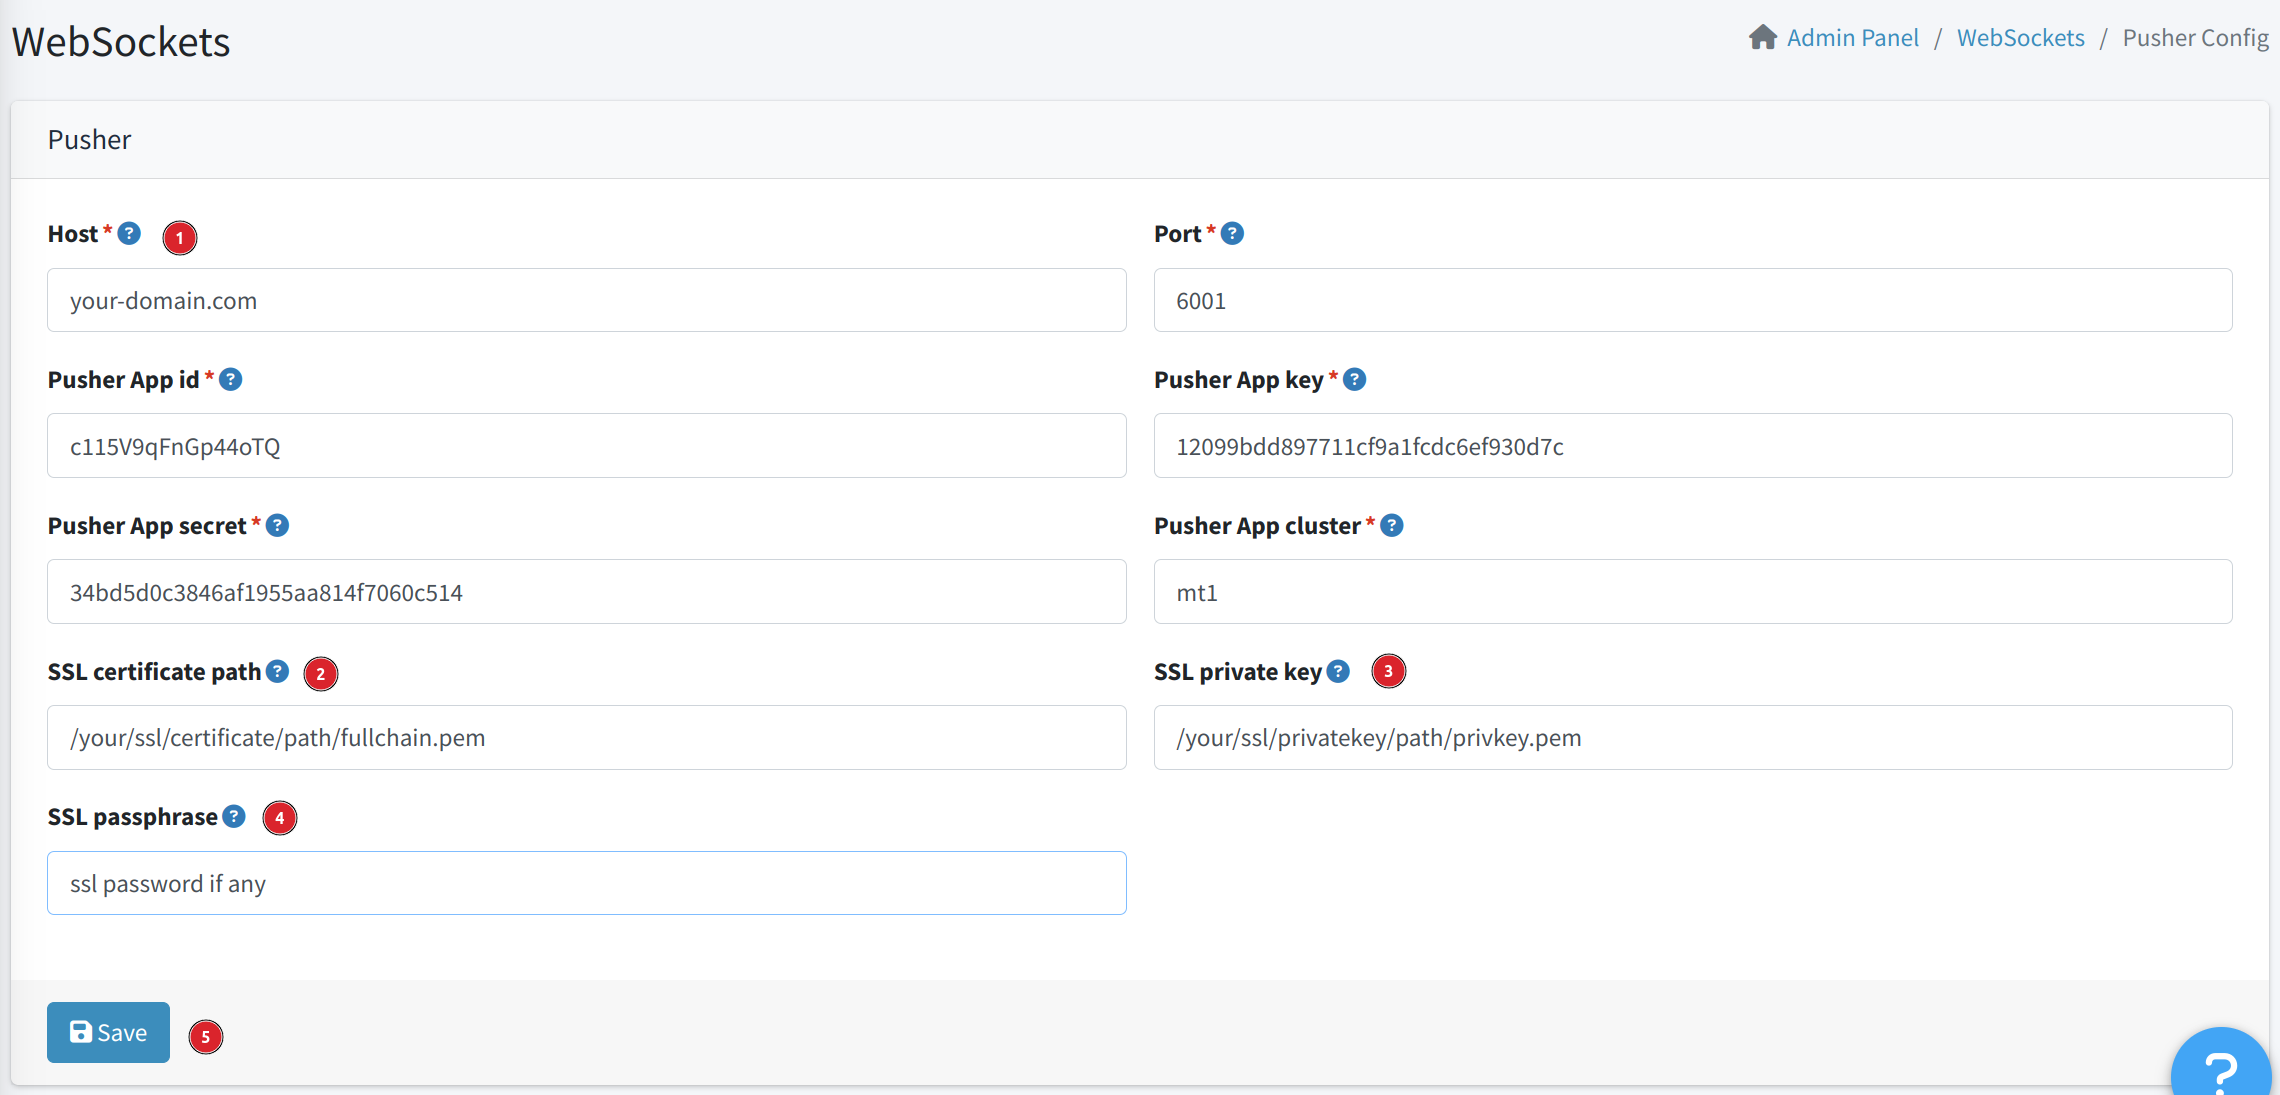 WebSockets
Admin Panel / WebSockets / Pusher Config
Pusher
Host * ? 1
Port * ?
your-domain.com
6001
Pusher App id * ?
Pusher App key * ?
c115V9qFnGp44oTQ
12099bdd897711cf9a1fcdc6ef930d7c
Pusher App secret * ?
Pusher App cluster * ?
34bd5d0c3846af1955aa814f7060c514
mt1
SSL certificate path ? 2
SSL private key ? 3
/your/ssl/certificate/path/fullchain.pem
/your/ssl/privatekey/path/privkey.pem
SSL passphrase ? 4
ssl password if any
Save 5
?